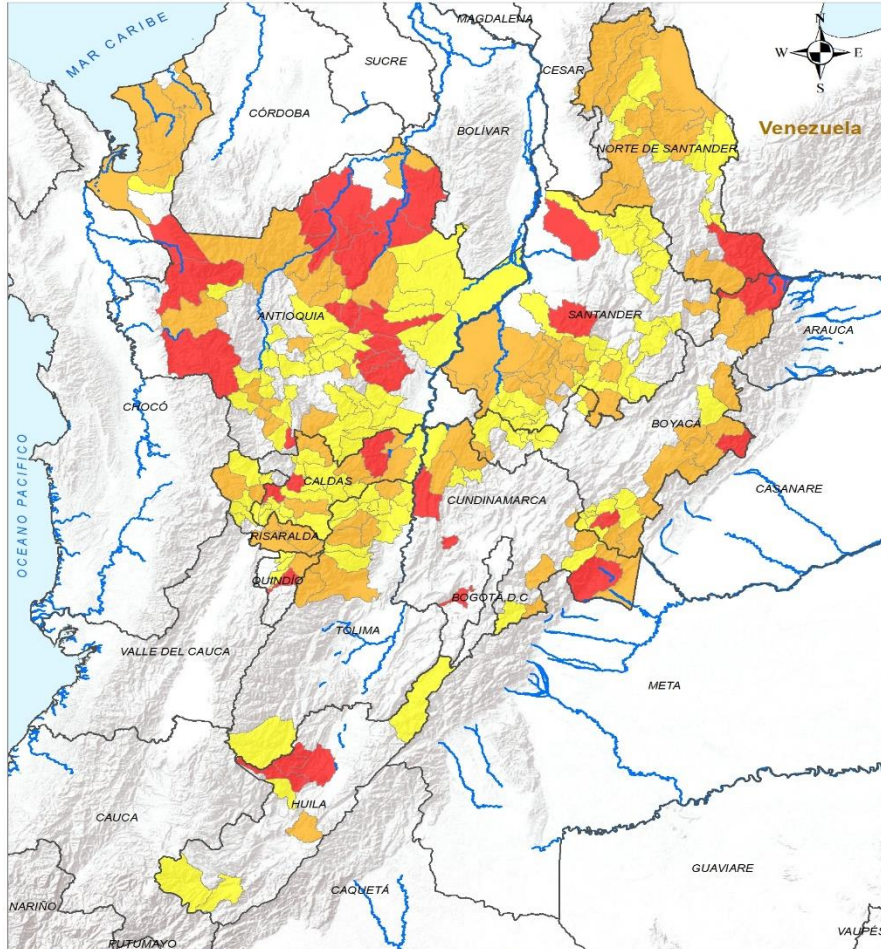 MAGDALENA
MAR CARIBE
N
W E
S
SUCRE
CESAR
CÓRDOBA
BOLÍVAR
Venezuela
NORTE DE SANTANDER
ANTIOQUIA
SANTANDER
ARAUCA
CHOCÓ
BOYACA
OCEANO PACIFICO
CALDAS
CUNDINAMARCA
CASANARE
RISARALDA
QUINDÍO
BOGOTÁ D.C
TOLIMA
VALLE DEL CAUCA
META
HUILA
CAUCA
GUAVIARE
CAQUETÁ
NARIÑO
PUTUMAYO
VAUPÉS